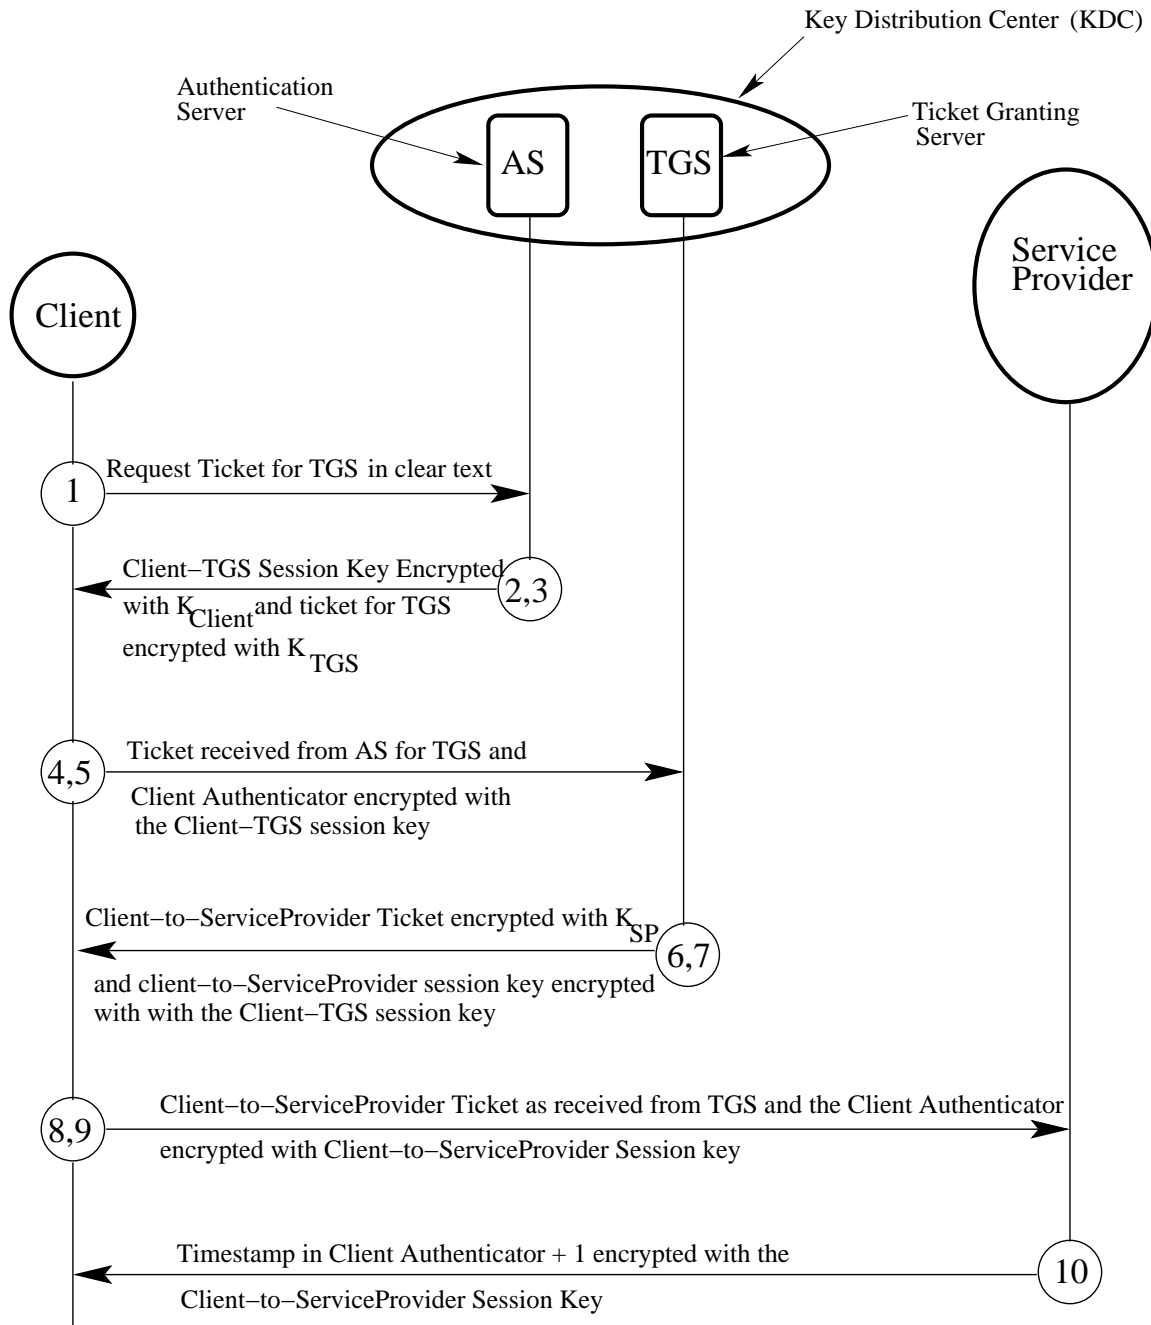 Key Distribution Center (KDC)
Authentication
Server
Ticket Granting
Server
AS
TGS
Service
Provider
Client
Request Ticket for TGS in clear text
1
Client–TGS Session Key Encrypted
with K Client and ticket for TGS
encrypted with K TGS
2,3
Ticket received from AS for TGS and
4,5
Client Authenticator encrypted with
the Client–TGS session key
Client–to–ServiceProvider Ticket encrypted with K SP
6,7
and client–to–ServiceProvider session key encrypted
with with the Client–TGS session key
Client–to–ServiceProvider Ticket as received from TGS and the Client Authenticator
8,9
encrypted with Client–to–ServiceProvider Session key
Timestamp in Client Authenticator + 1 encrypted with the
10
Client–to–ServiceProvider Session Key